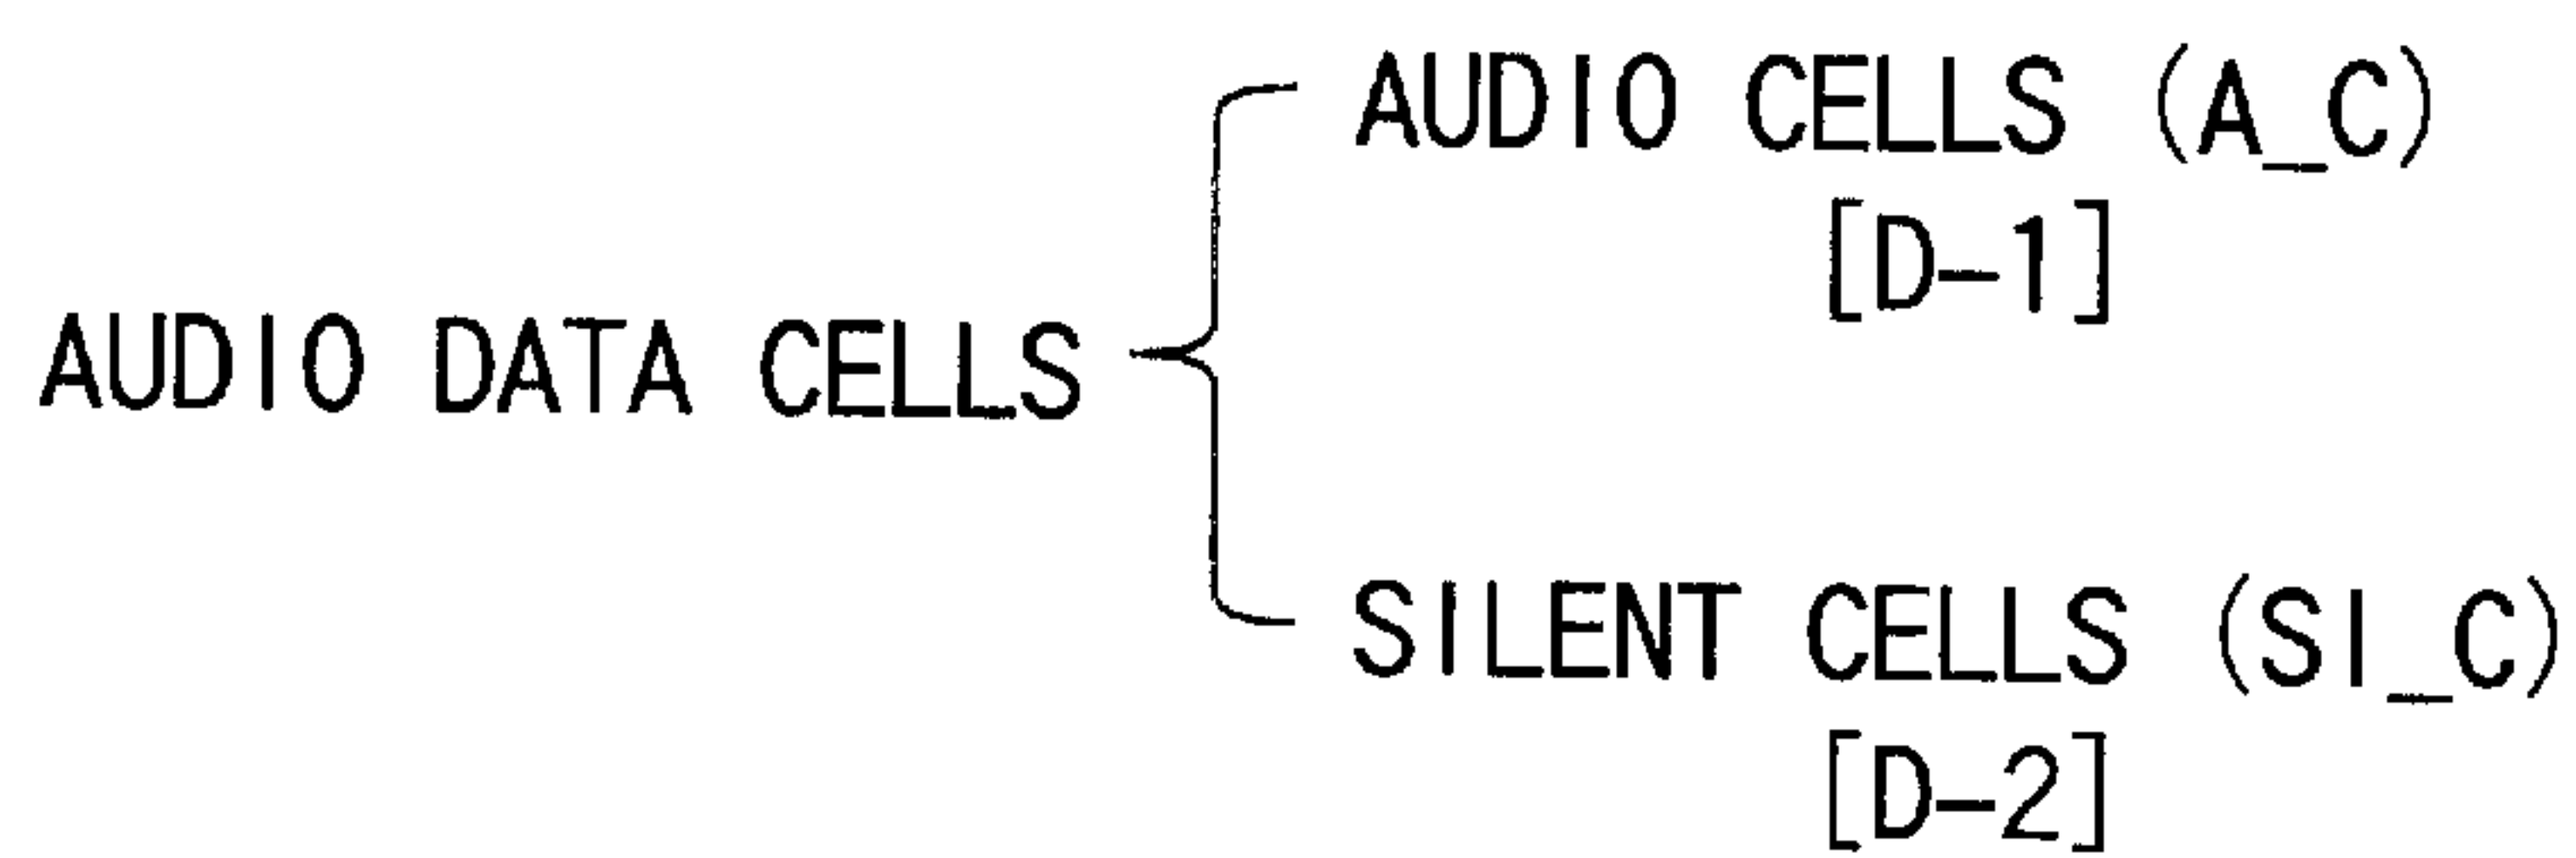 AUDIO CELLS (A_C)
[D-1]
AUDIO DATA CELLS
SILENT CELLS (SI_C)
[D-2]